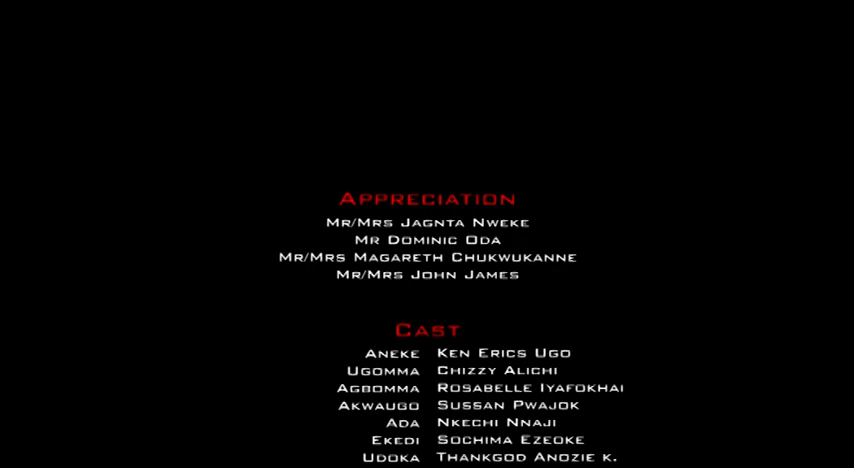 Appreciation
Mr/Mrs Jagnta Nweke
Mr Dominic Oda
Mr/Mrs Magareth Chukwukanne
Mr/Mrs John James
Cast
Aneke Ken Erics Ugo
Ugomma Chizzy Alichi
Agbomma Rosabelle Iyafokhai
Akwaugo Sussan Pwajok
Ada Nkechi Nnaji
Ekedi Sochima Ezeoke
Udoka Thankgod Anozie K.